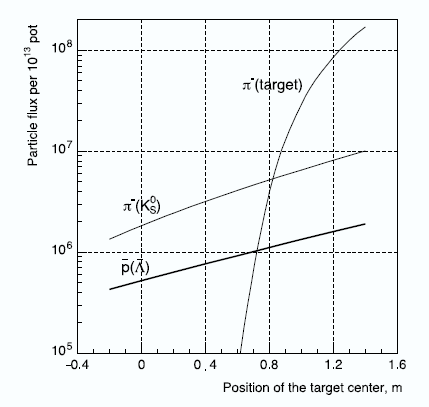 Particle flux per 10¹³ pot
10⁸
π⁻(target)
10⁷
π⁻(K⁰S)
10⁶
p̄(Λ̄)
10⁵
-0.4 0 0.4 0.8 1.2 1.6
Position of the target center, m